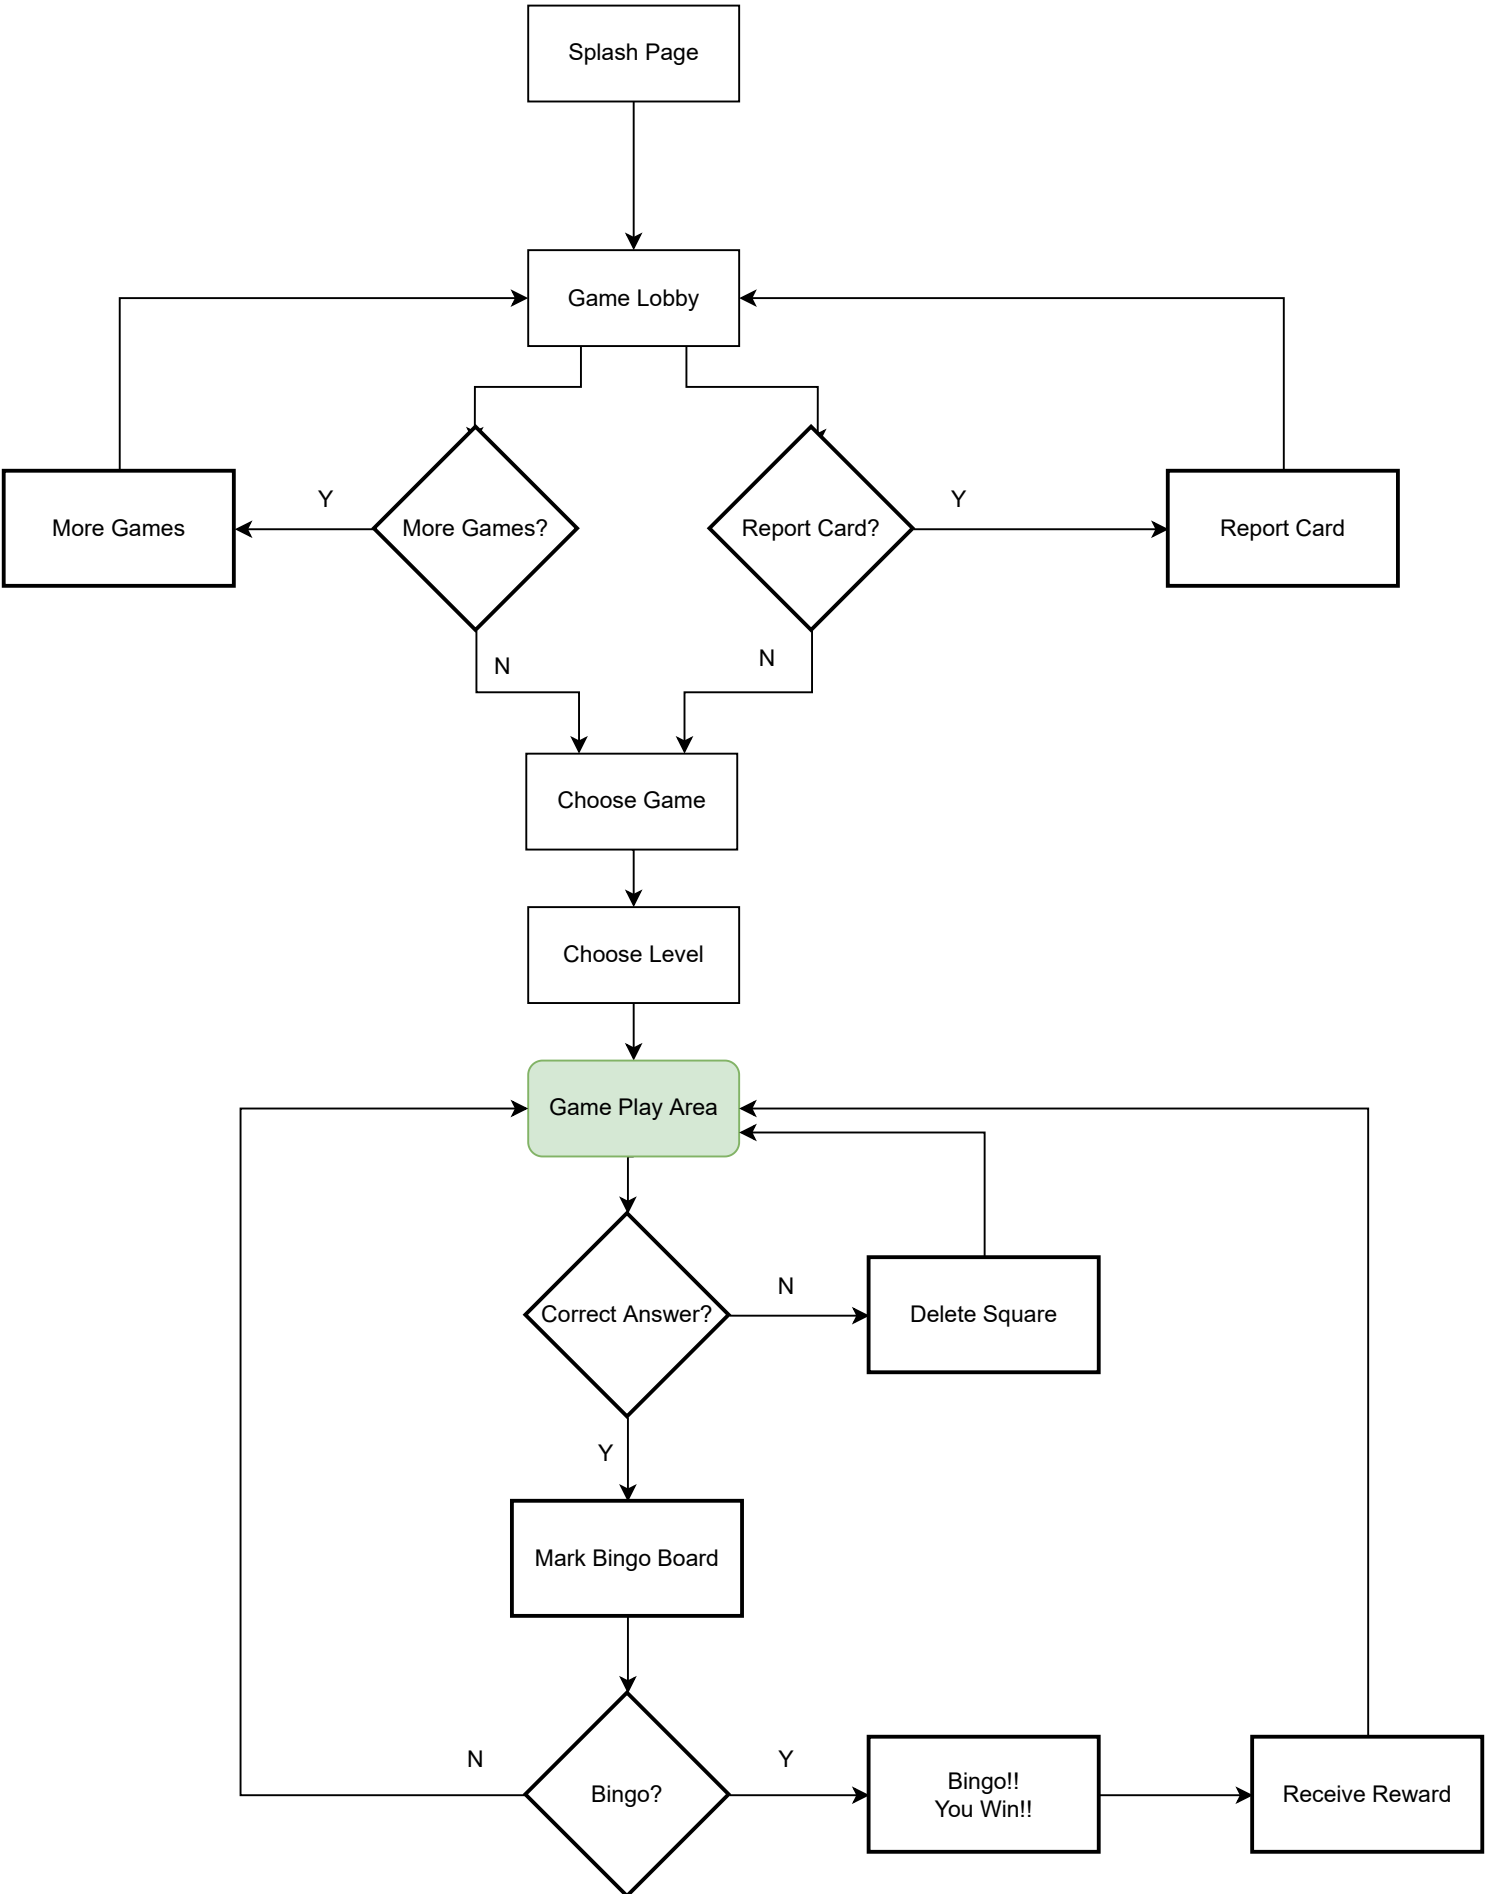 Splash Page
Game Lobby
Y
Y
More Games
More Games?
Report Card?
Report Card
N
N
Choose Game
Choose Level
Game Play Area
N
Correct Answer?
Delete Square
Y
Mark Bingo Board
N
Y
Bingo?
Bingo!!
You Win!!
Receive Reward